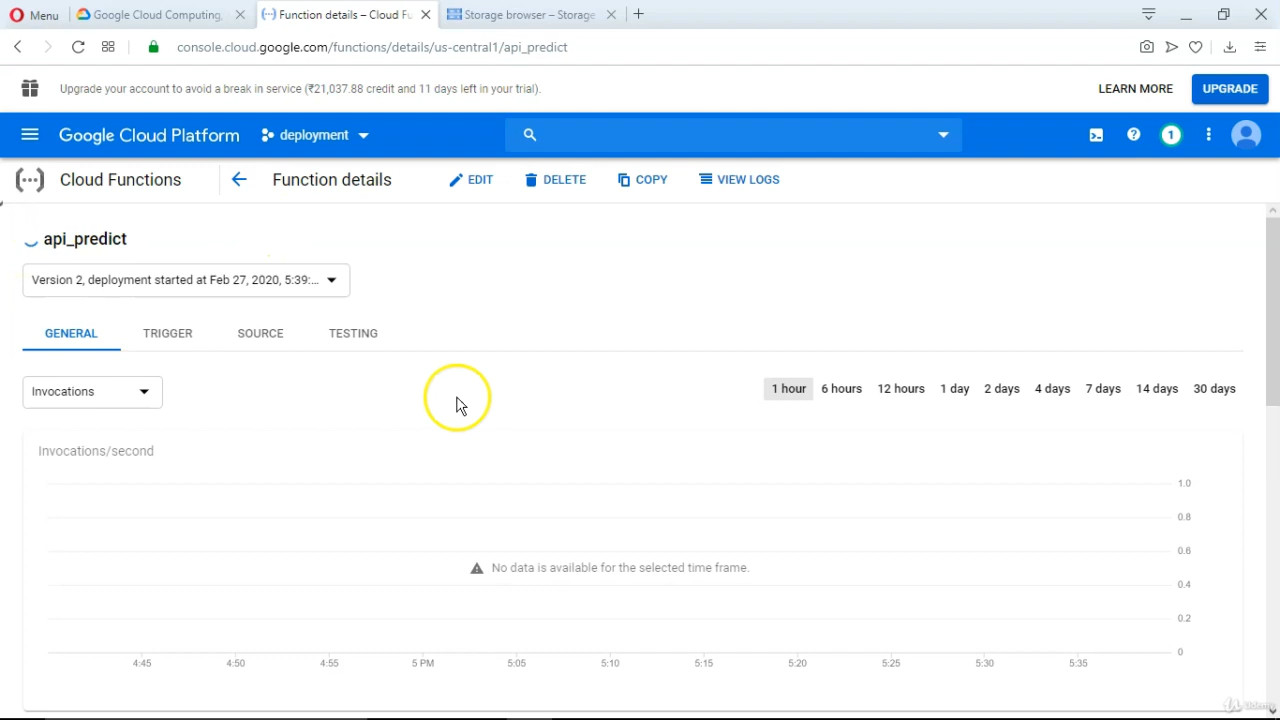 Menu
Google Cloud Computing,
Function details – Cloud Fu
Storage browser – Storage
console.cloud.google.com/functions/details/us-central1/api_predict
Upgrade your account to avoid a break in service (₹21,037.88 credit and 11 days left in your trial).
LEARN MORE
UPGRADE
Google Cloud Platform
deployment
1
Cloud Functions
Function details
EDIT
DELETE
COPY
VIEW LOGS
api_predict
Version 2, deployment started at Feb 27, 2020, 5:39:...
GENERAL
TRIGGER
SOURCE
TESTING
Invocations
1 hour
6 hours
12 hours
1 day
2 days
4 days
7 days
14 days
30 days
Invocations/second
1.0
0.8
0.6
No data is available for the selected time frame.
0.4
0.2
0
4:45
4:50
4:55
5 PM
5:05
5:10
5:15
5:20
5:25
5:30
5:35
Udemy